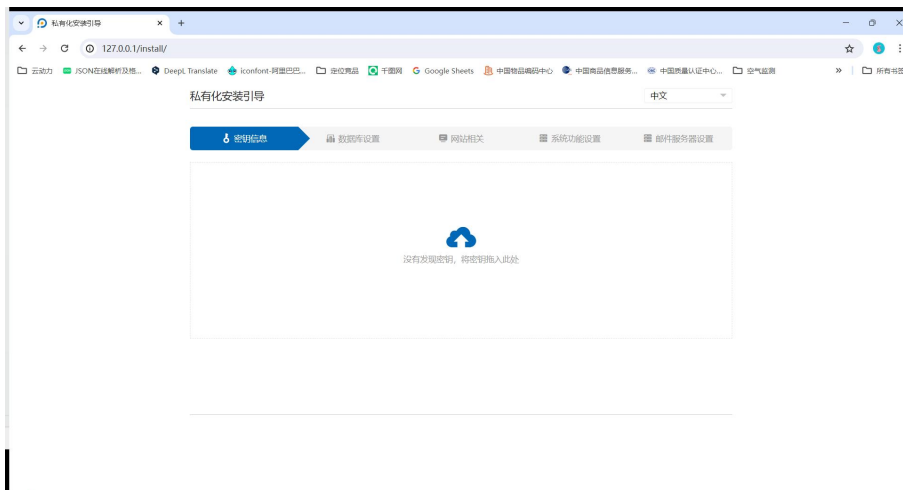 私有化安装引导
127.0.0.1/install/
云动力 JSON在线解析及格... DeepL Translate iconfont-阿里巴巴... 定位竞品 千图网 Google Sheets 中国物品编码中心 中国商品信息服务... 中国质量认证中心... 空气监测 » 所有书签
私有化安装引导 中文
密钥信息 数据库设置 网站相关 系统功能设置 邮件服务器设置
没有发现密钥，将密钥拖入此处